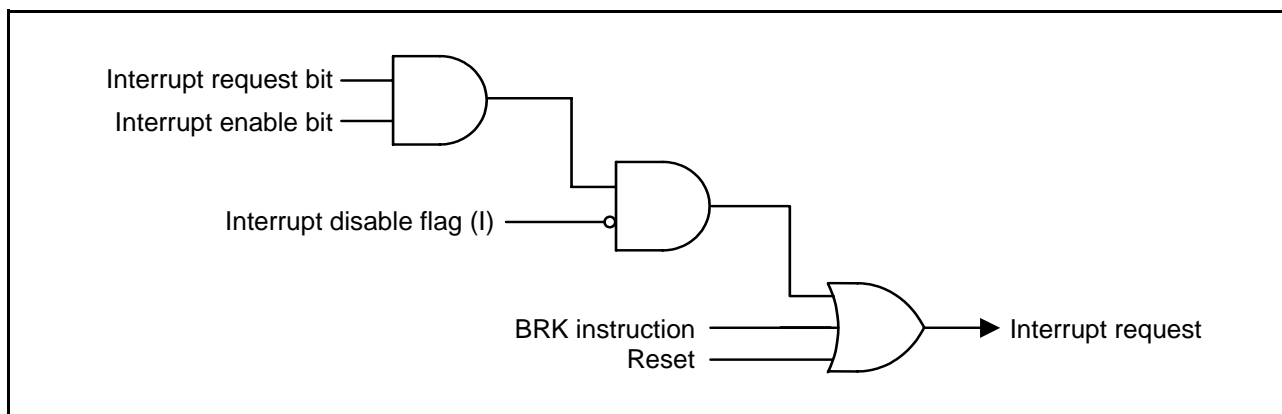 Interrupt request bit
Interrupt enable bit
Interrupt disable flag (I)
BRK instruction
Reset
Interrupt request